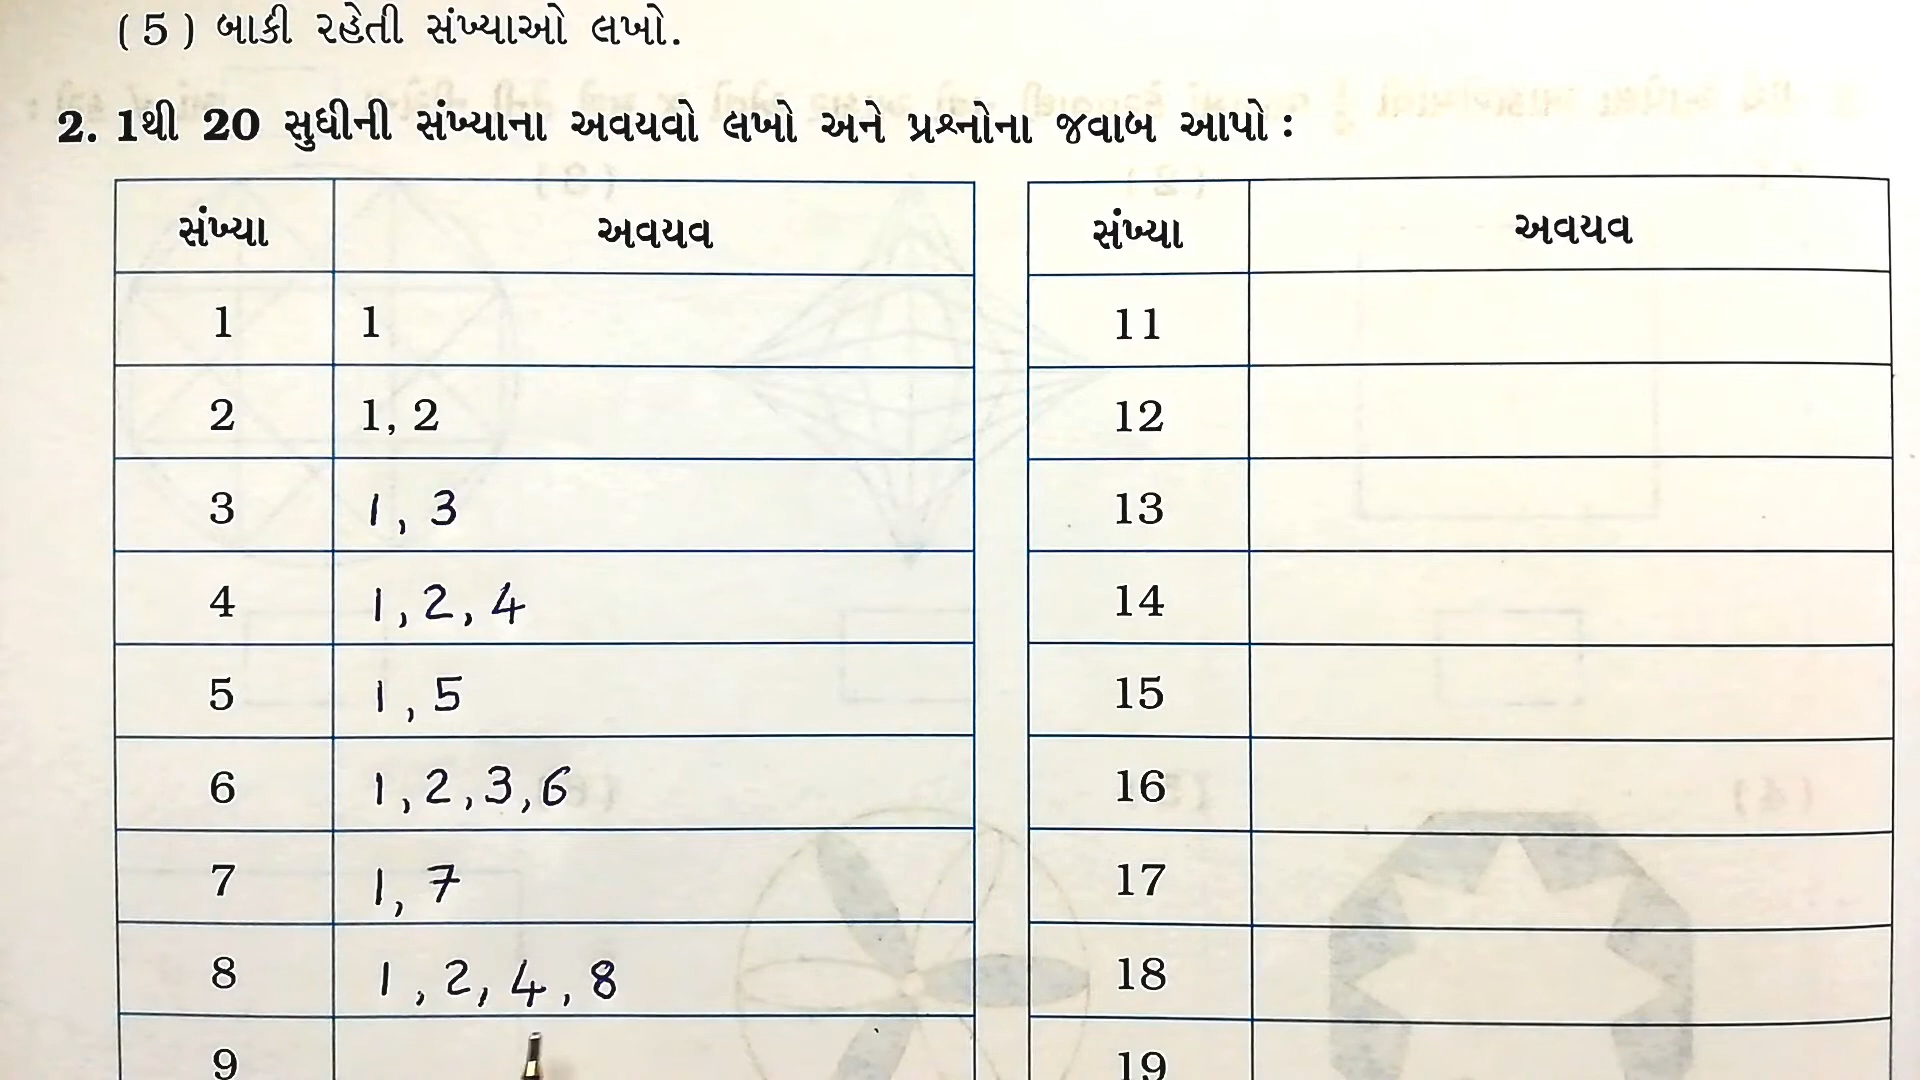 (5) બાકી રહેતી સંખ્યાઓ લખો.
2. 1થી 20 સુધીની સંખ્યાના અવયવો લખો અને પ્રશ્નોના જવાબ આપો :
સંખ્યા અવયવ
1 1
2 1, 2
3 1, 3
4 1, 2, 4
5 1, 5
6 1, 2, 3, 6
7 1, 7
8 1, 2, 4, 8
9
સંખ્યા અવયવ
11
12
13
14
15
16
17
18
19